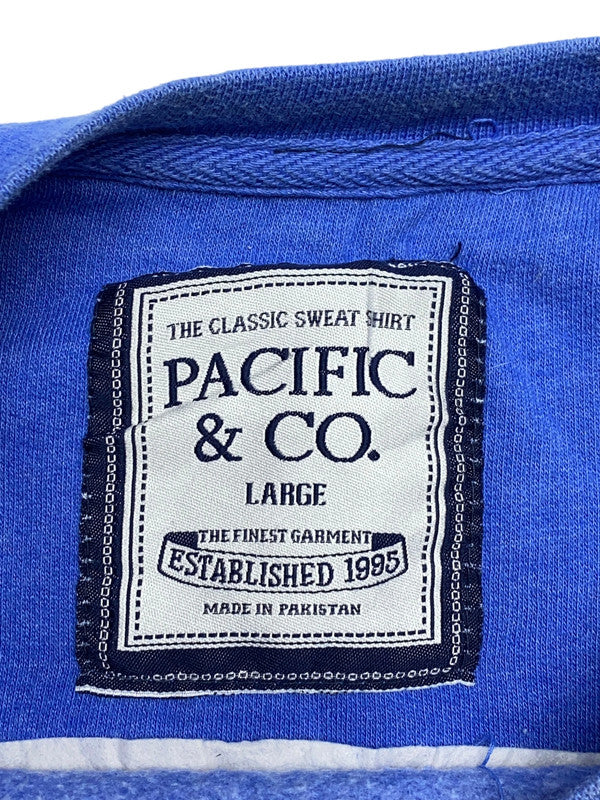 THE CLASSIC SWEAT SHIRT
PACIFIC
& CO.
LARGE
THE FINEST GARMENT
ESTABLISHED 1995
MADE IN PAKISTAN